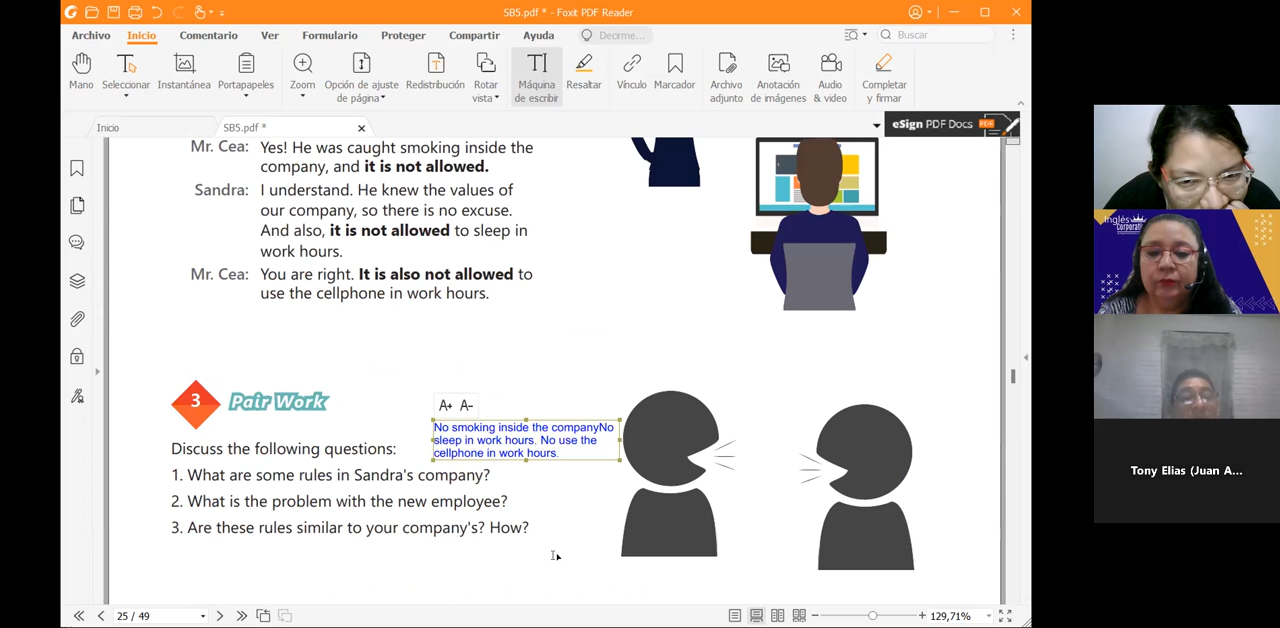 SB5.pdf * - Foxit PDF Reader
Archivo Inicio Comentario Ver Formulario Proteger Compartir Ayuda Decirme... Buscar
Mano Seleccionar Instantánea Portapapeles Zoom Opción de ajuste de página Redistribución Rotar vista Máquina de escribir Resaltar Vínculo Marcador Archivo adjunto Anotación de imágenes Audio & video Completar y firmar
Inicio SB5.pdf * eSign PDF Docs
Mr. Cea: Yes! He was caught smoking inside the
company, and it is not allowed.
Sandra: I understand. He knew the values of
our company, so there is no excuse.
And also, it is not allowed to sleep in
work hours.
Mr. Cea: You are right. It is also not allowed to
use the cellphone in work hours.
3 Pair Work
A+ A-
No smoking inside the companyNo
sleep in work hours. No use the
cellphone in work hours.
Discuss the following questions:
1. What are some rules in Sandra's company?
2. What is the problem with the new employee?
3. Are these rules similar to your company's? How?
25 / 49
129,71%
Inglés
Corporativo
Tony Elias (Juan A...